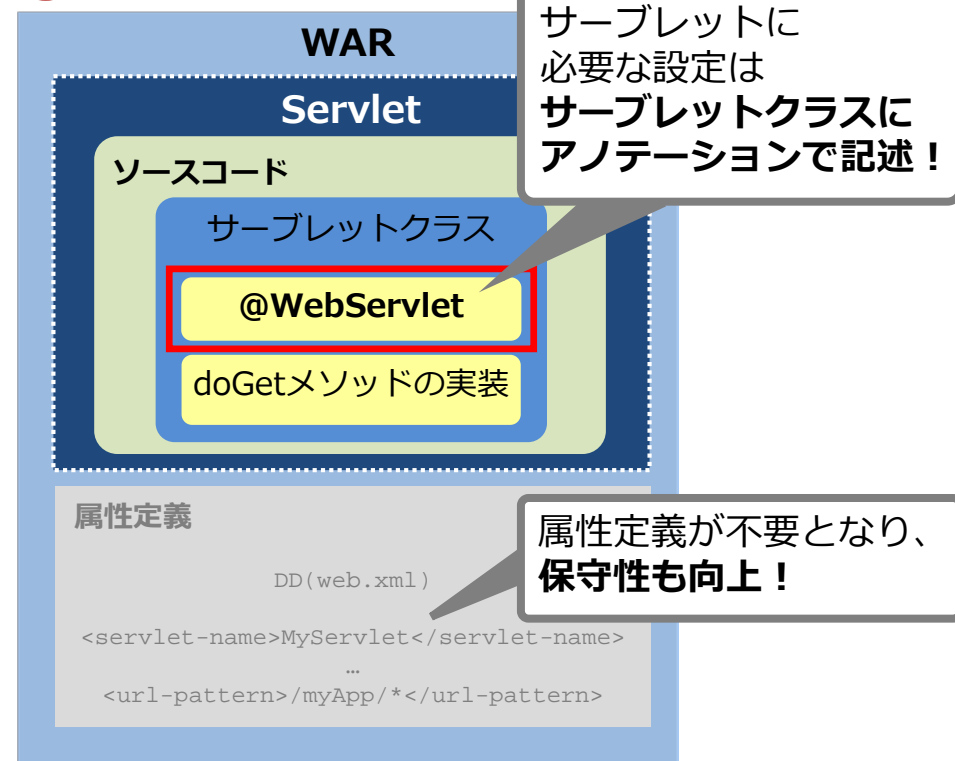 WAR
サーブレットに
必要な設定は
サーブレットクラスに
アノテーションで記述！
Servlet
ソースコード
サーブレットクラス
@WebServlet
doGetメソッドの実装
属性定義
属性定義が不要となり、
保守性も向上！
DD(web.xml)
<servlet-name>MyServlet</servlet-name>
…
<url-pattern>/myApp/*</url-pattern>